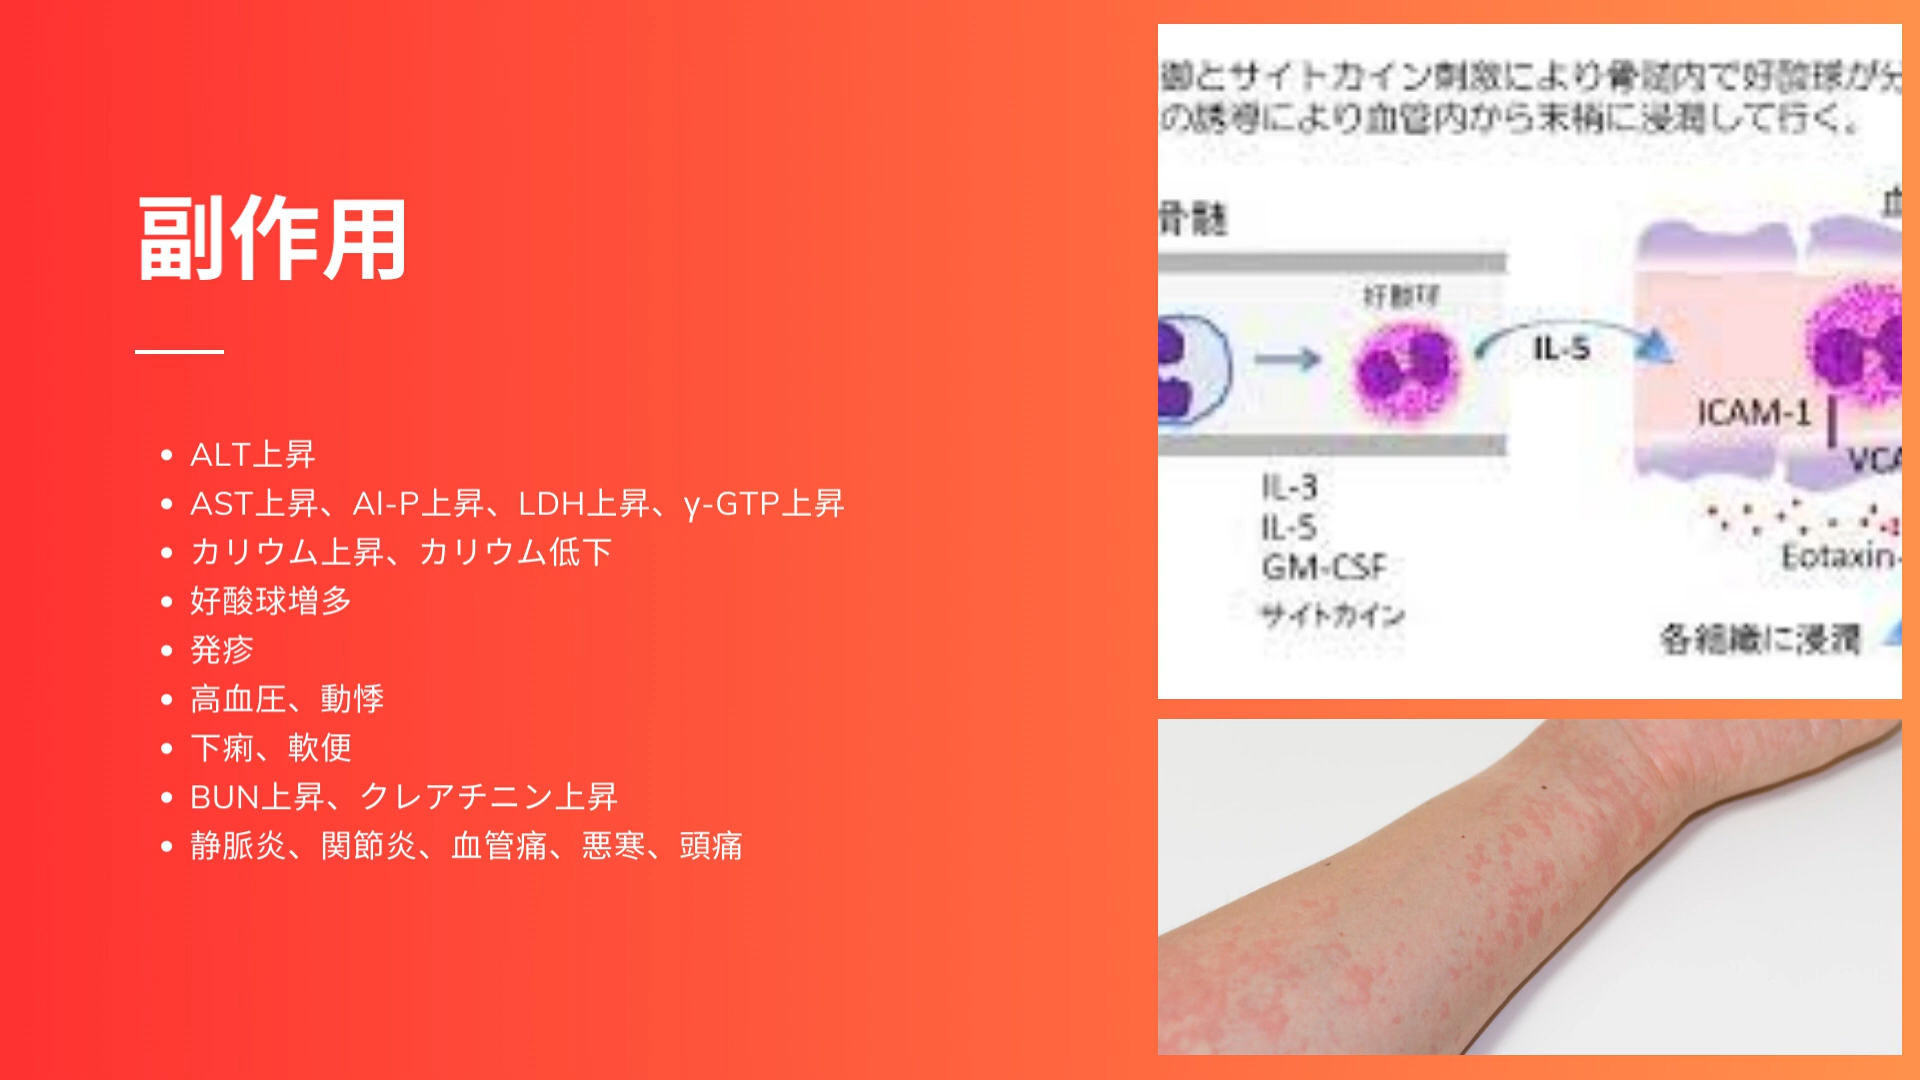 副作用
ALT上昇
AST上昇、Al-P上昇、LDH上昇、γ-GTP上昇
カリウム上昇、カリウム低下
好酸球増多
発疹
高血圧、動悸
下痢、軟便
BUN上昇、クレアチニン上昇
静脈炎、関節炎、血管痛、悪寒、頭痛
御とサイトカイン刺激により骨髄内で好酸球が分
の誘導により血管内から末梢に浸潤して行く。
骨髄
血
好酸球
IL-5
ICAM-1
VCA
IL-3
IL-5
GM-CSF
サイトカイン
Eotaxin-
各組織に浸潤